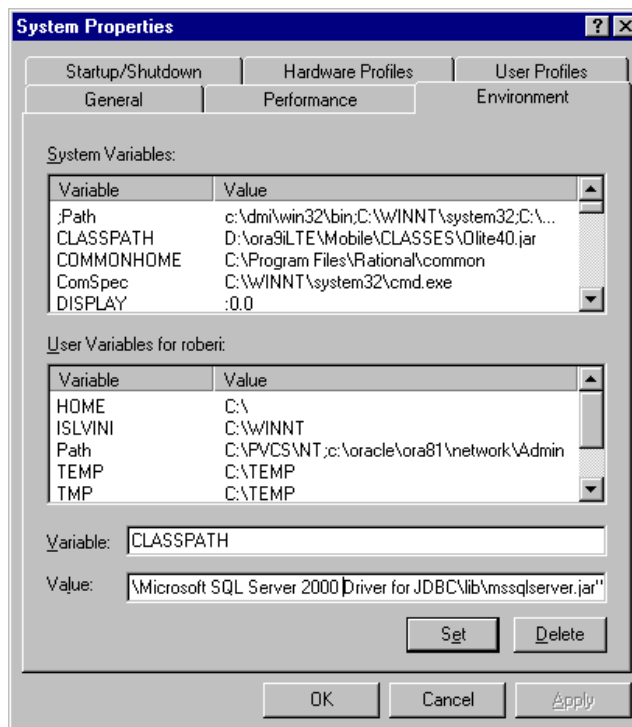 System Properties
Startup/Shutdown Hardware Profiles User Profiles
General Performance Environment
System Variables:
Variable Value
;Path c:\dmi\win32\bin;C:\WINNT\system32;C:\...
CLASSPATH D:\ora9iLTE\Mobile\CLASSES\Olite40.jar
COMMONHOME C:\Program Files\Rational\common
ComSpec C:\WINNT\system32\cmd.exe
DISPLAY :0.0
User Variables for roberi:
Variable Value
HOME C:\
ISLVINI C:\WINNT
Path C:\PVCS\NT;c:\oracle\ora81\network\Admin
TEMP C:\TEMP
TMP C:\TEMP
Variable: CLASSPATH
Value: \Microsoft SQL Server 2000 Driver for JDBC\lib\mssqlserver.jar"
Set Delete
OK Cancel Apply